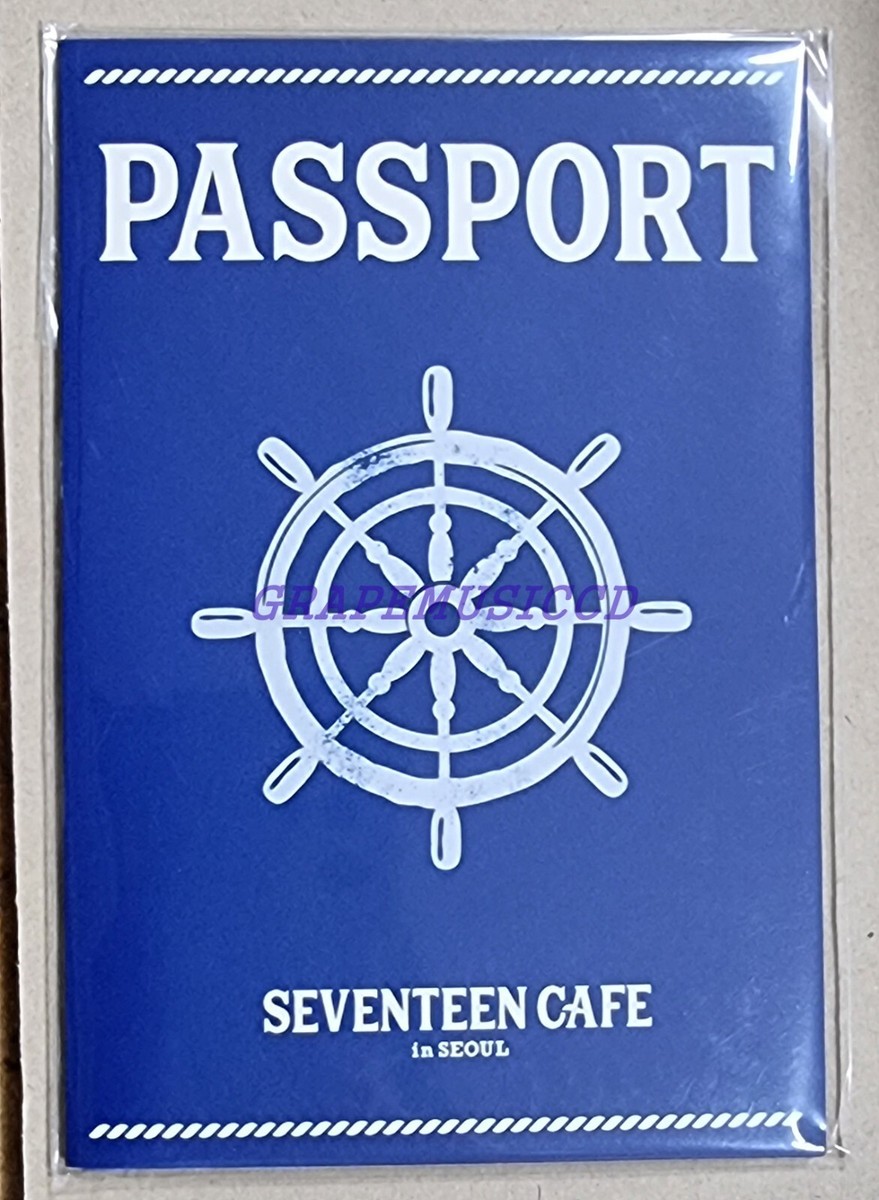 PASSPORT
GRAPEMUSICCD
SEVENTEEN CAFE
in SEOUL